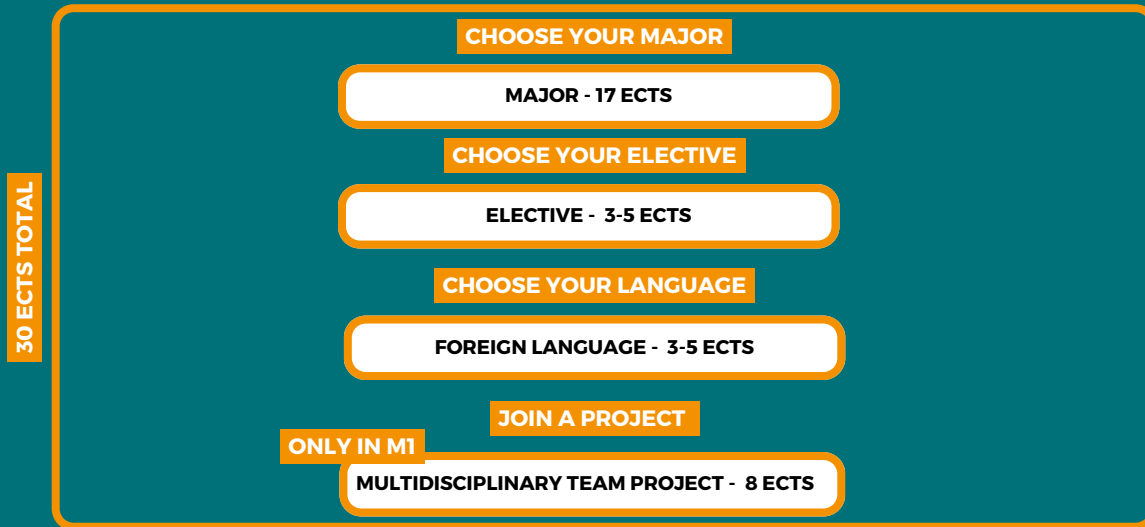 30 ECTS TOTAL
CHOOSE YOUR MAJOR
MAJOR - 17 ECTS
CHOOSE YOUR ELECTIVE
ELECTIVE - 3-5 ECTS
CHOOSE YOUR LANGUAGE
FOREIGN LANGUAGE - 3-5 ECTS
JOIN A PROJECT
ONLY IN M1
MULTIDISCIPLINARY TEAM PROJECT - 8 ECTS